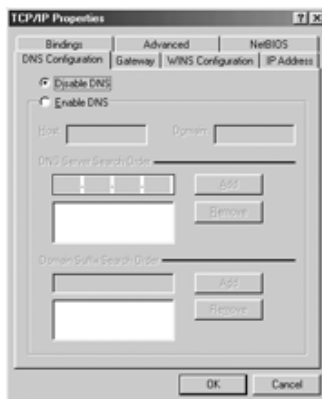 TCP/IP Properties
Bindings Advanced NetBIOS
DNS Configuration Gateway WINS Configuration IP Address
Disable DNS
Enable DNS
Host: Domain:
DNS Server Search Order
Add
Remove
Domain Suffix Search Order
Add
Remove
OK Cancel